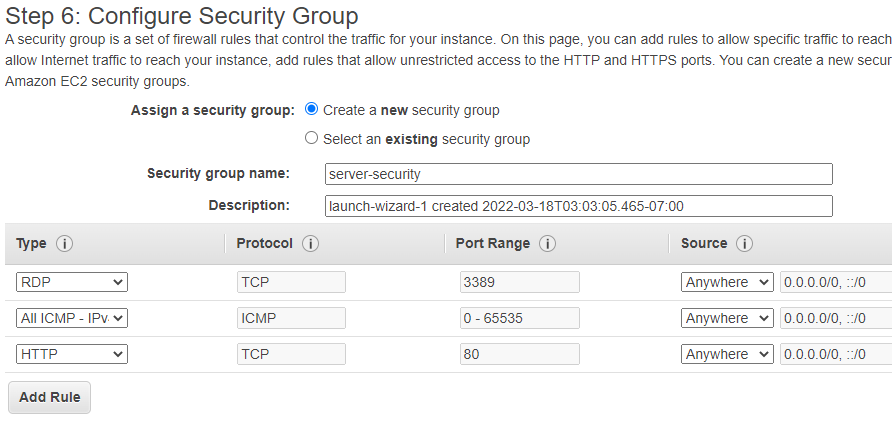 Step 6: Configure Security Group
A security group is a set of firewall rules that control the traffic for your instance. On this page, you can add rules to allow specific traffic to reach
allow Internet traffic to reach your instance, add rules that allow unrestricted access to the HTTP and HTTPS ports. You can create a new secur
Amazon EC2 security groups.
Assign a security group: Create a new security group
Select an existing security group
Security group name: server-security
Description: launch-wizard-1 created 2022-03-18T03:03:05.465-07:00
Type i Protocol i Port Range i Source i
RDP TCP 3389 Anywhere 0.0.0.0/0, ::/0
All ICMP - IPv ICMP 0 - 65535 Anywhere 0.0.0.0/0, ::/0
HTTP TCP 80 Anywhere 0.0.0.0/0, ::/0
Add Rule